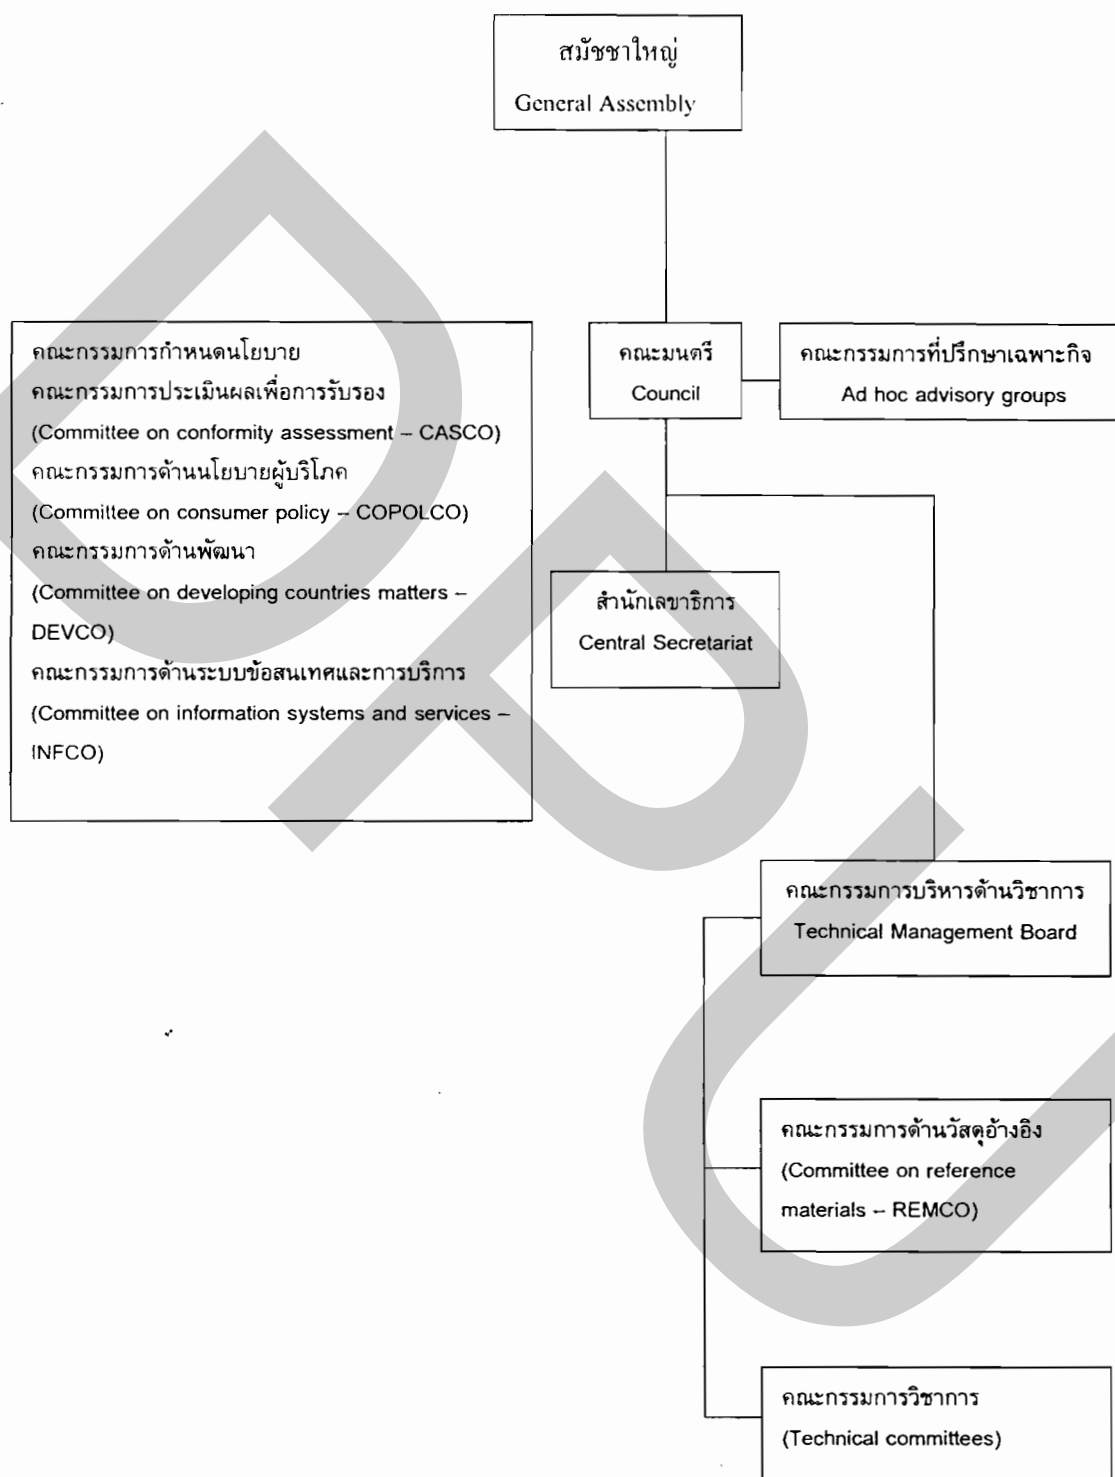 สมัชชาใหญ่
General Assembly
คณะกรรมการกำหนดนโยบาย
คณะกรรมการประเมินผลเพื่อการรับรอง
(Committee on conformity assessment – CASCO)
คณะกรรมการด้านนโยบายผู้บริโภค
(Committee on consumer policy – COPOLCO)
คณะกรรมการด้านพัฒนา
(Committee on developing countries matters –
DEVCO)
คณะกรรมการด้านระบบข้อสนเทศและการบริการ
(Committee on information systems and services –
INFCO)
คณะมนตรี
Council
คณะกรรมการที่ปรึกษาเฉพาะกิจ
Ad hoc advisory groups
สำนักเลขาธิการ
Central Secretariat
คณะกรรมการบริหารด้านวิชาการ
Technical Management Board
คณะกรรมการด้านวัสดุอ้างอิง
(Committee on reference
materials – REMCO)
คณะกรรมการวิชาการ
(Technical committees)
DPU